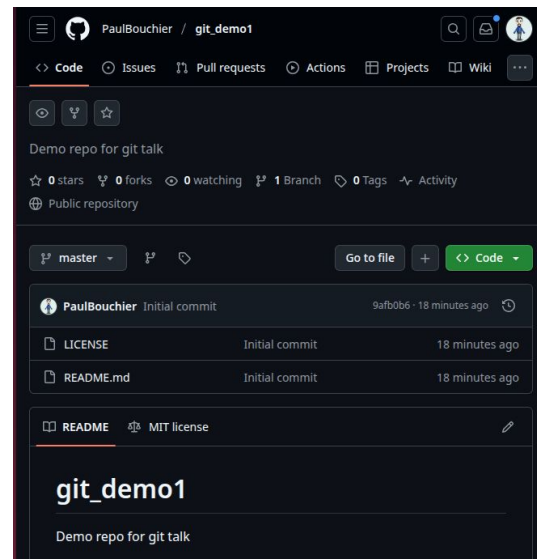 PaulBouchier / git_demo1
Code Issues Pull requests Actions Projects Wiki
Demo repo for git talk
0 stars 0 forks 0 watching 1 Branch 0 Tags Activity
Public repository
master Go to file Code
PaulBouchier Initial commit 9afb0b6 · 18 minutes ago
LICENSE Initial commit 18 minutes ago
README.md Initial commit 18 minutes ago
README MIT license
git_demo1
Demo repo for git talk